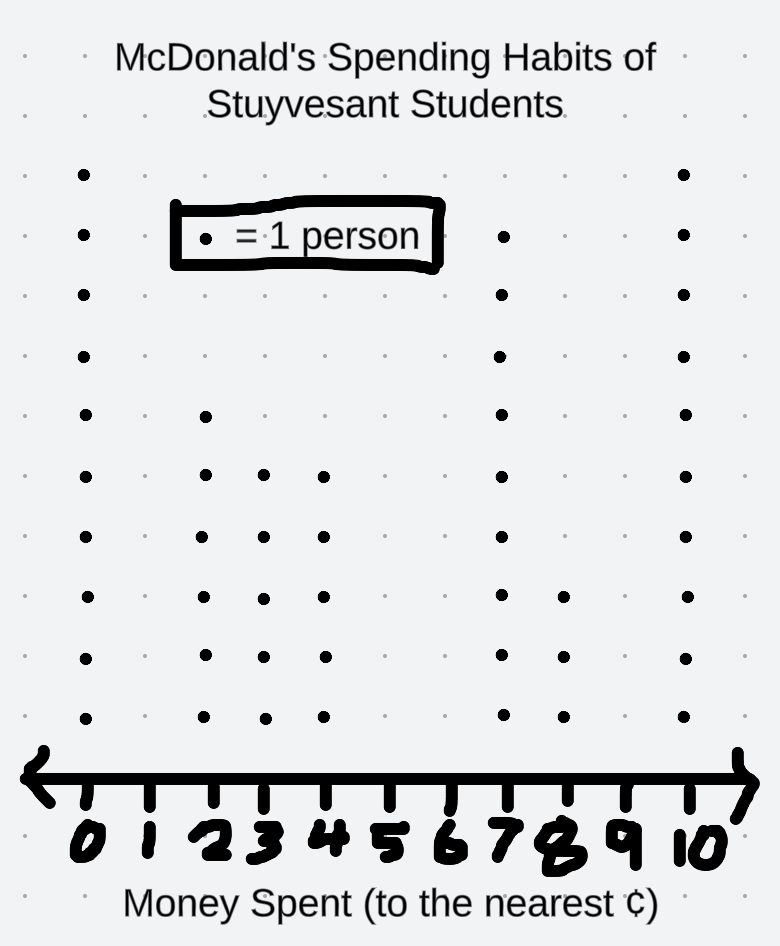 McDonald's Spending Habits of
Stuyvesant Students
= 1 person
0 1 2 3 4 5 6 7 8 9 10
Money Spent (to the nearest ¢)